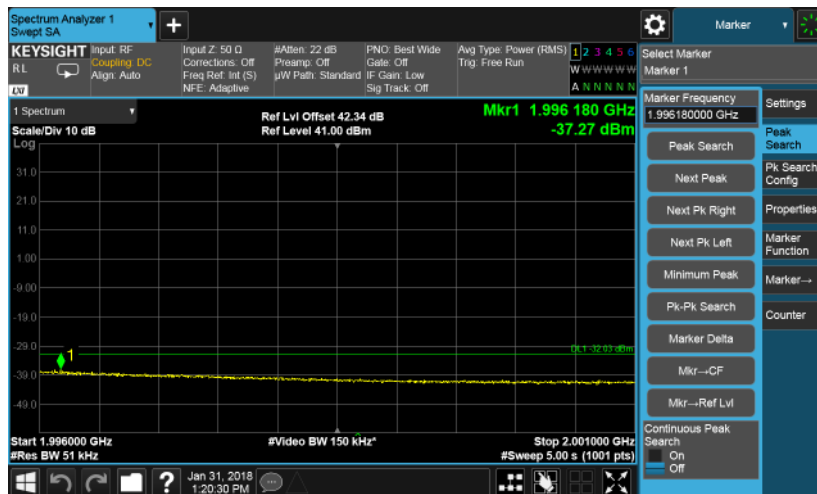 Spectrum Analyzer 1
Swept SA
+
Marker
KEYSIGHT
RL
LXI
Input: RF
Coupling: DC
Align: Auto
Input Z: 50 Ω
Corrections: Off
Freq Ref: Int (S)
NFE: Adaptive
#Atten: 22 dB
Preamp: Off
µW Path: Standard
PNO: Best Wide
Gate: Off
IF Gain: Low
Sig Track: Off
Avg Type: Power (RMS)
Trig: Free Run
1 2 3 4 5 6
W W W W W W
A N N N N N
Select Marker
Marker 1
1 Spectrum
Scale/Div 10 dB
Log
Ref Lvl Offset 42.34 dB
Ref Level 41.00 dBm
Mkr1 1.996 180 GHz
-37.27 dBm
31.0
21.0
11.0
1.00
-9.00
-19.0
-29.0
-39.0
-49.0
1
DL1 -32.03 dBm
Start 1.996000 GHz
#Res BW 51 kHz
#Video BW 150 kHz*
Stop 2.001000 GHz
#Sweep 5.00 s (1001 pts)
Marker Frequency
1.996180000 GHz
Peak Search
Next Peak
Next Pk Right
Next Pk Left
Minimum Peak
Pk-Pk Search
Marker Delta
Mkr→CF
Mkr→Ref Lvl
Continuous Peak
Search
On
Off
Settings
Peak
Search
Pk Search
Config
Properties
Marker
Function
Marker→
Counter
?
Jan 31, 2018
1:20:30 PM